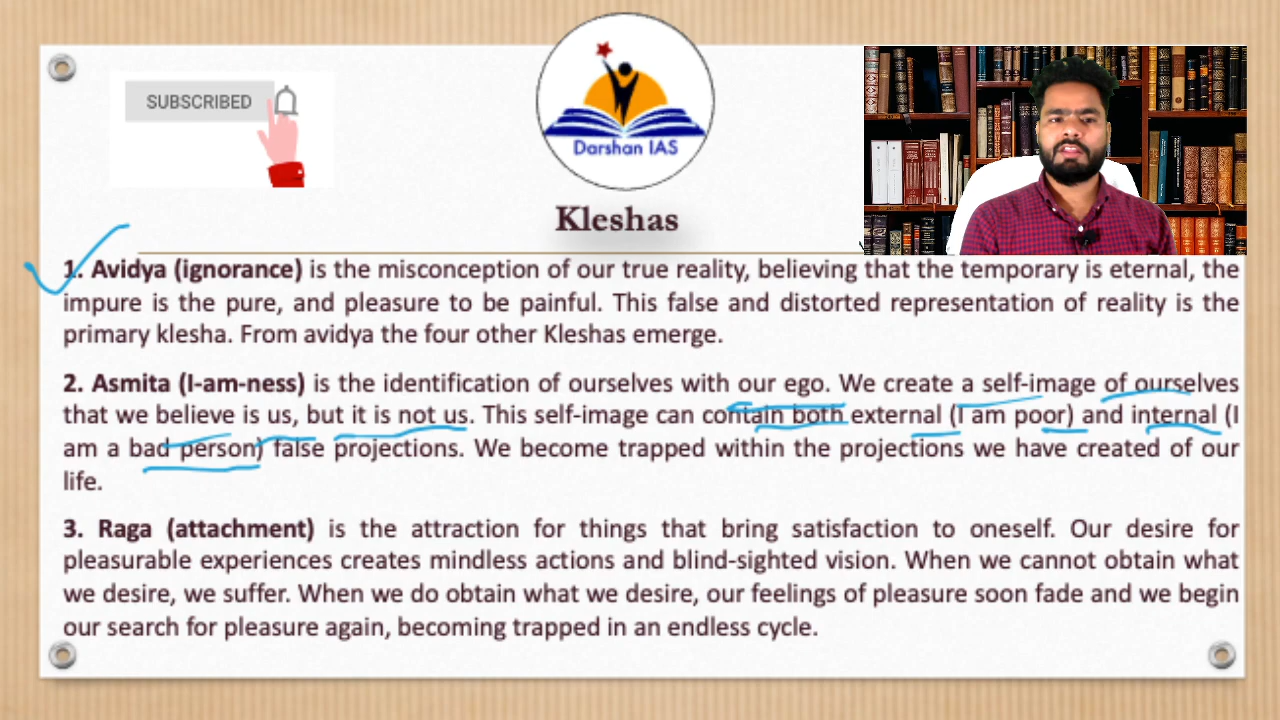 SUBSCRIBED
Darshan IAS
Kleshas
1. Avidya (ignorance) is the misconception of our true reality, believing that the temporary is eternal, the
impure is the pure, and pleasure to be painful. This false and distorted representation of reality is the
primary klesha. From avidya the four other Kleshas emerge.
2. Asmita (I-am-ness) is the identification of ourselves with our ego. We create a self-image of ourselves
that we believe is us, but it is not us. This self-image can contain both external (I am poor) and internal (I
am a bad person) false projections. We become trapped within the projections we have created of our
life.
3. Raga (attachment) is the attraction for things that bring satisfaction to oneself. Our desire for
pleasurable experiences creates mindless actions and blind-sighted vision. When we cannot obtain what
we desire, we suffer. When we do obtain what we desire, our feelings of pleasure soon fade and we begin
our search for pleasure again, becoming trapped in an endless cycle.